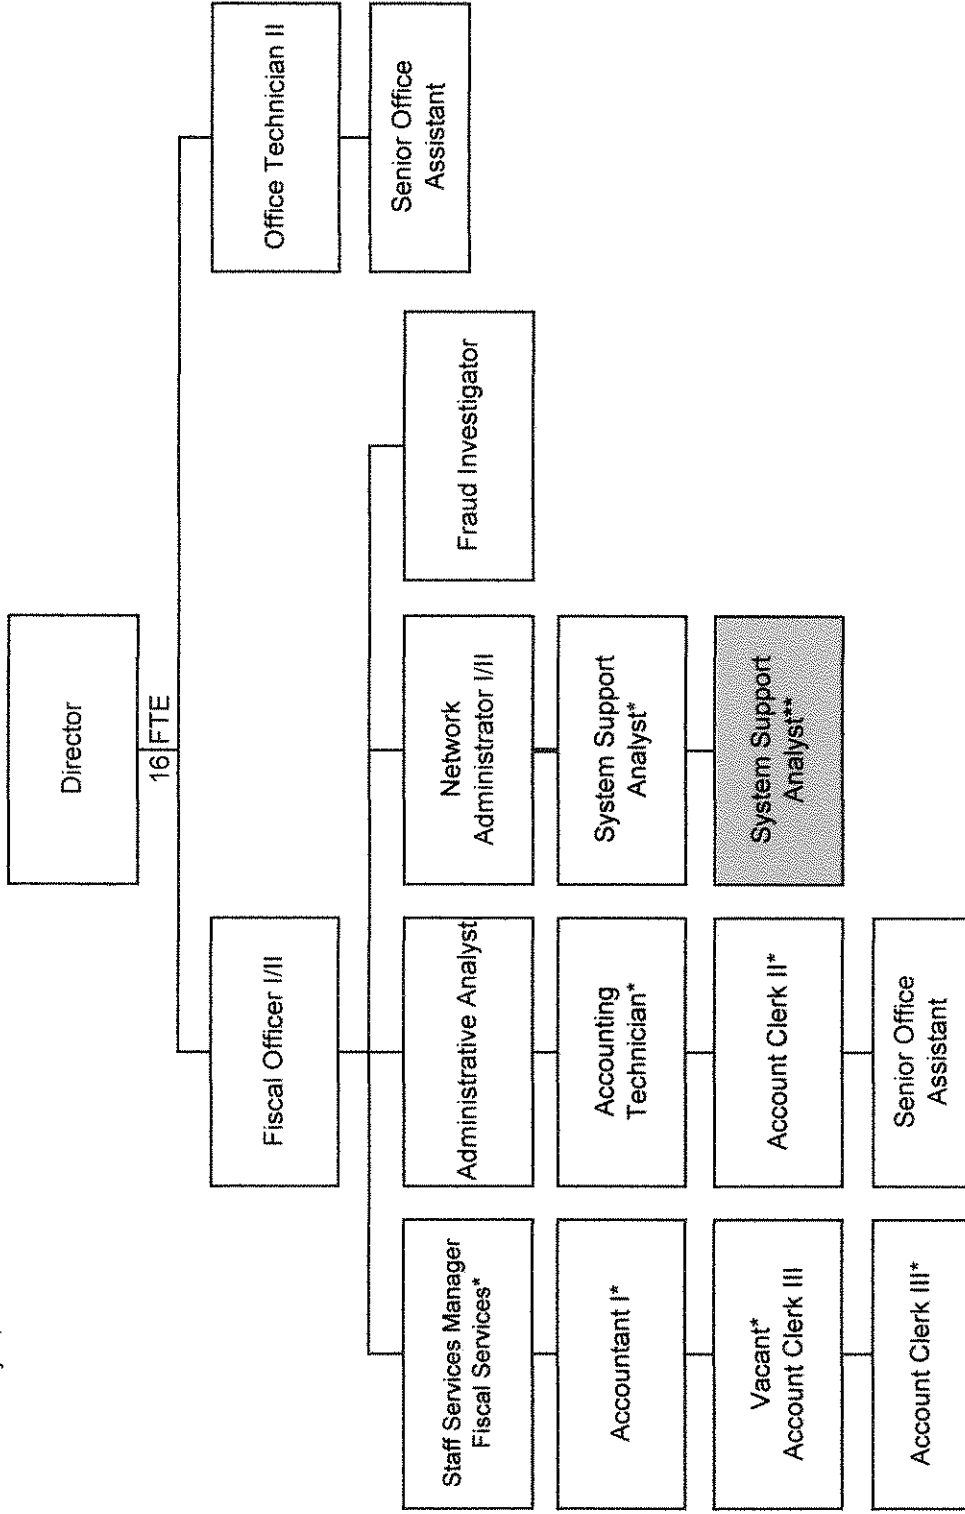 Director
16 FTE
Fiscal Officer I/II
Office Technician II
Senior Office
Assistant
Staff Services Manager
Fiscal Services*
Administrative Analyst
Network
Administrator I/II
Fraud Investigator
Accountant I*
Accounting
Technician*
System Support
Analyst*
Vacant*
Account Clerk III
Account Clerk II*
System Support
Analyst**
Account Clerk III*
Senior Office
Assistant